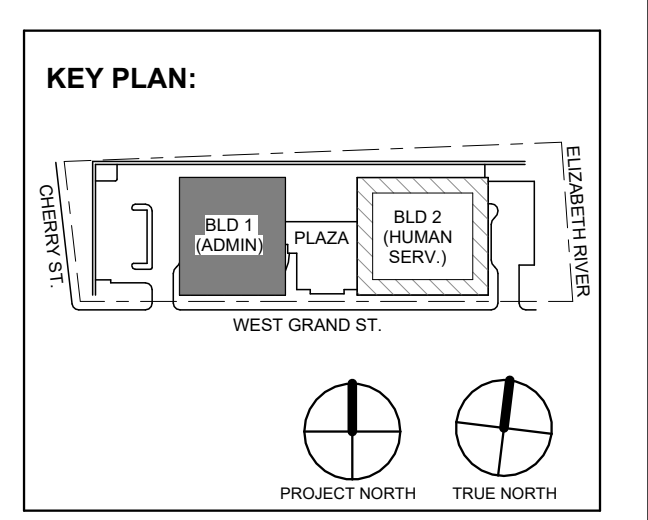 KEY PLAN:
CHERRY ST.
BLD 1
(ADMIN)
PLAZA
BLD 2
(HUMAN
SERV.)
ELIZABETH RIVER
WEST GRAND ST.
PROJECT NORTH
TRUE NORTH